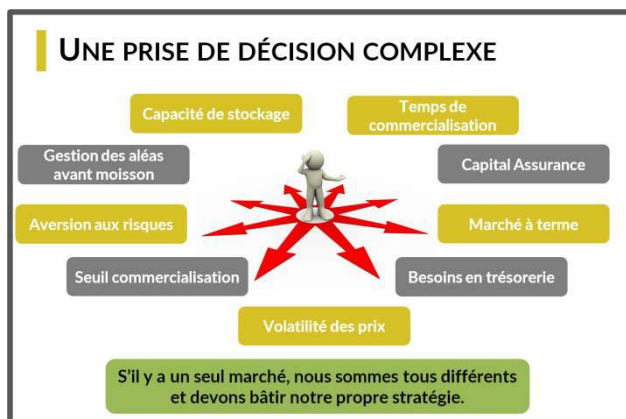 UNE PRISE DE DÉCISION COMPLEXE
Capacité de stockage
Temps de
commercialisation
Gestion des aléas
avant moisson
Capital Assurance
Aversion aux risques
Marché à terme
Seuil commercialisation
Besoins en trésorerie
Volatilité des prix
S'il y a un seul marché, nous sommes tous différents
et devons bâtir notre propre stratégie.